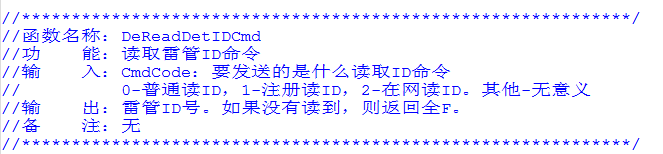 //*************************************************************/
//函数名称：DeReadDetIDCmd
//功    能：读取雷管ID命令
//输    入：CmdCode：要发送的是什么读取ID命令
//          0-普通读ID，1-注册读ID，2-在网读ID。其他-无意义
//输    出：雷管ID号。如果没有读到，则返回全F。
//备    注：无
//*************************************************************/